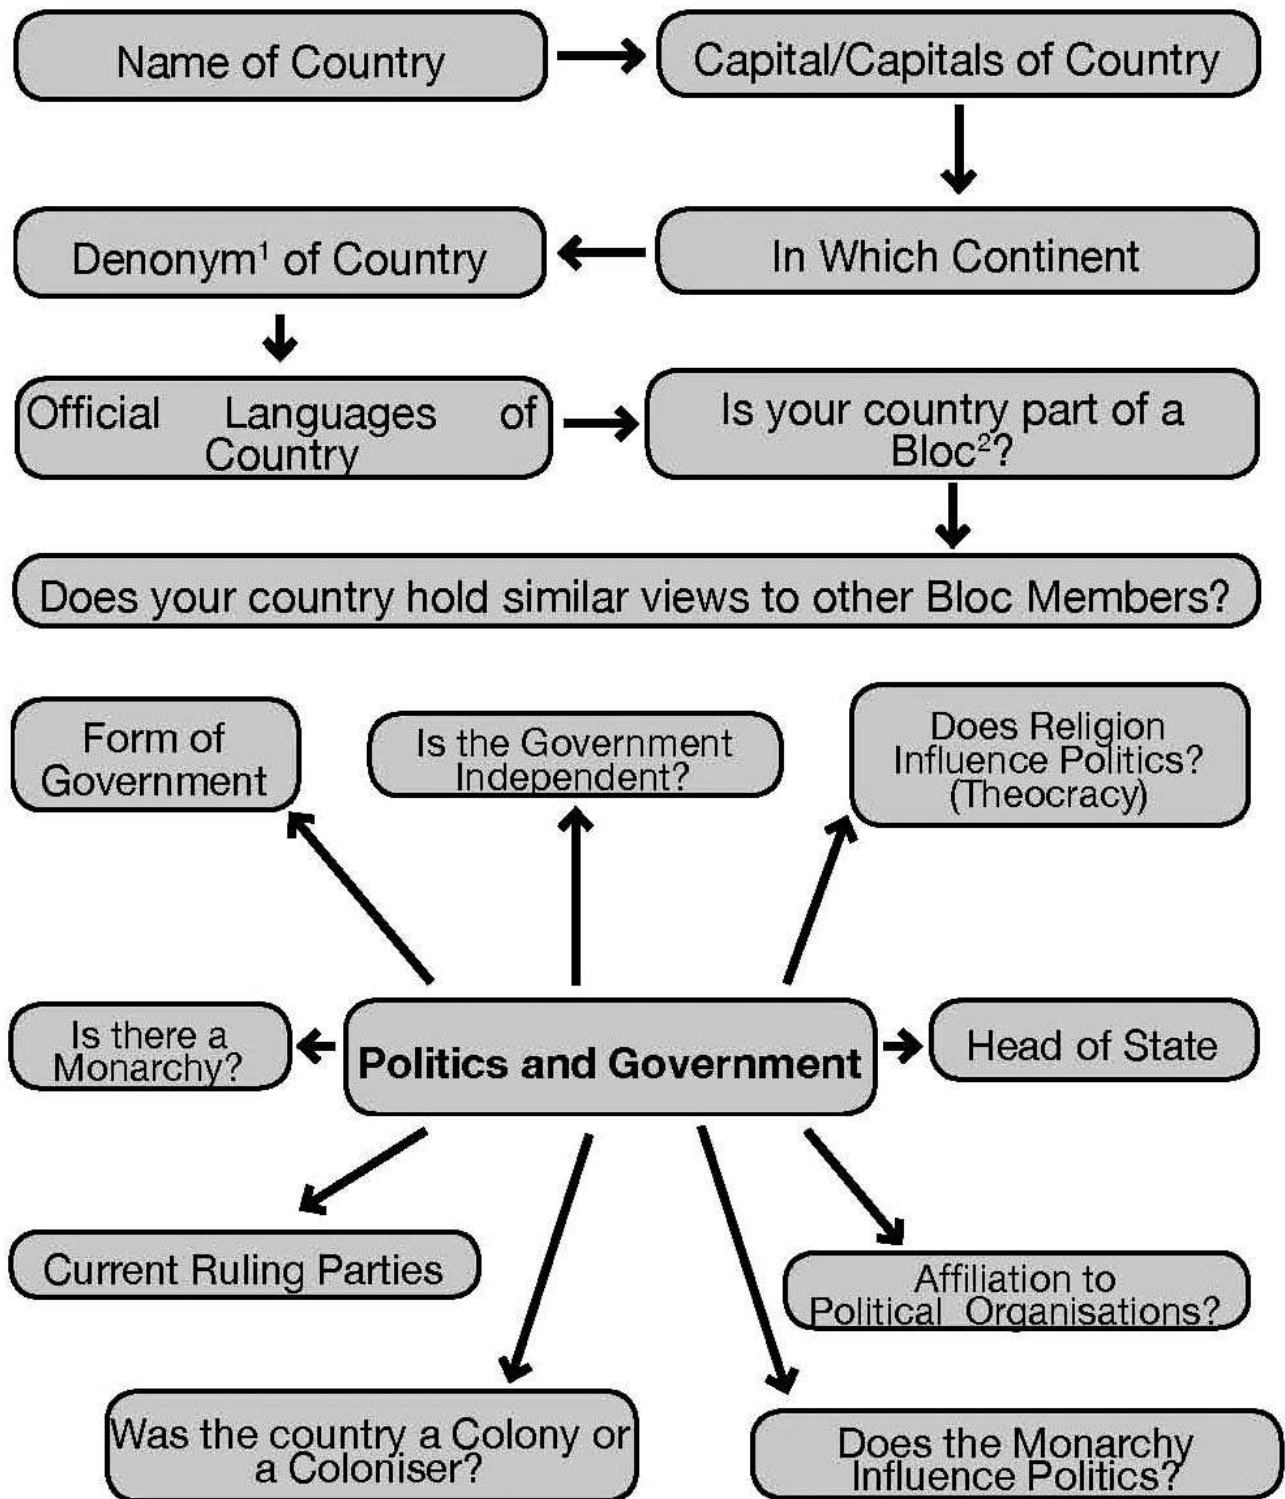 Name of Country
Capital/Capitals of Country
Denonym¹ of Country
In Which Continent
Official Languages of
Country
Is your country part of a
Bloc²?
Does your country hold similar views to other Bloc Members?
Form of
Government
Is the Government
Independent?
Does Religion
Influence Politics?
(Theocracy)
Is there a
Monarchy?
Politics and Government
Head of State
Current Ruling Parties
Affiliation to
Political Organisations?
Was the country a Colony or
a Coloniser?
Does the Monarchy
Influence Politics?